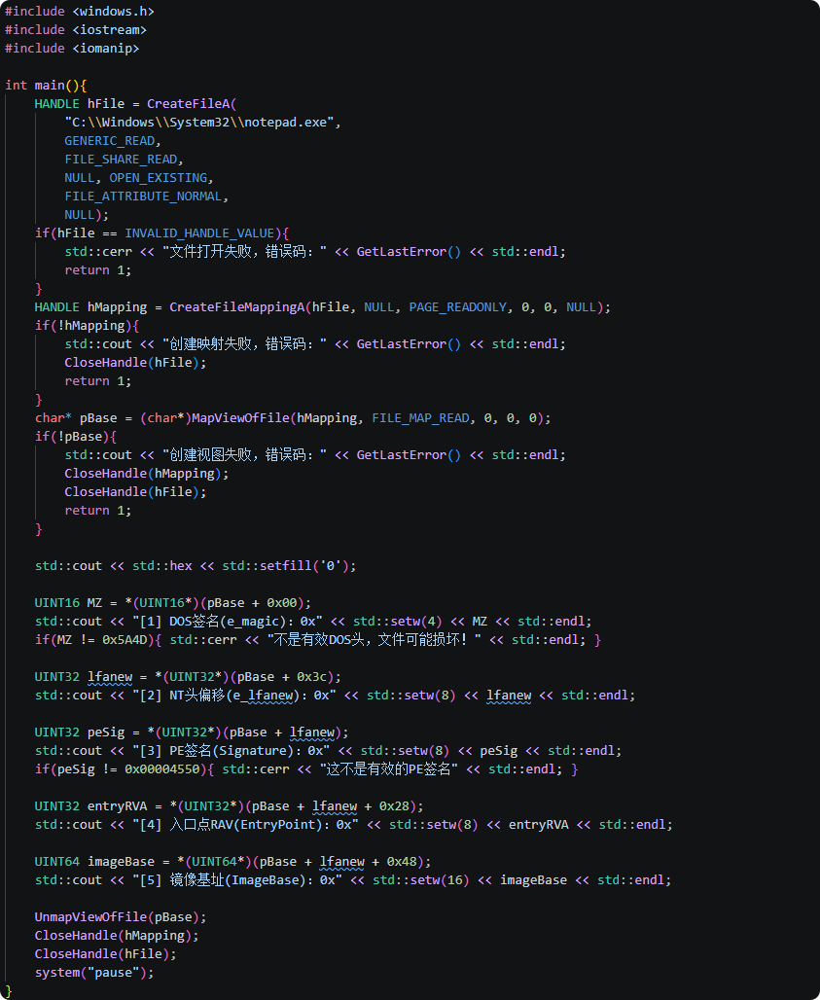 #include <windows.h>
#include <iostream>
#include <iomanip>

int main(){
    HANDLE hFile = CreateFileA(
        "C:\\Windows\\System32\\notepad.exe",
        GENERIC_READ,
        FILE_SHARE_READ,
        NULL, OPEN_EXISTING,
        FILE_ATTRIBUTE_NORMAL,
        NULL);
    if(hFile == INVALID_HANDLE_VALUE){
        std::cerr << "文件打开失败，错误码：" << GetLastError() << std::endl;
        return 1;
    }
    HANDLE hMapping = CreateFileMappingA(hFile, NULL, PAGE_READONLY, 0, 0, NULL);
    if(!hMapping){
        std::cout << "创建映射失败，错误码：" << GetLastError() << std::endl;
        CloseHandle(hFile);
        return 1;
    }
    char* pBase = (char*)MapViewOfFile(hMapping, FILE_MAP_READ, 0, 0, 0);
    if(!pBase){
        std::cout << "创建视图失败，错误码：" << GetLastError() << std::endl;
        CloseHandle(hMapping);
        CloseHandle(hFile);
        return 1;
    }

    std::cout << std::hex << std::setfill('0');

    UINT16 MZ = *(UINT16*)(pBase + 0x00);
    std::cout << "[1] DOS签名(e_magic)：0x" << std::setw(4) << MZ << std::endl;
    if(MZ != 0x5A4D){ std::cerr << "不是有效DOS头，文件可能损坏！" << std::endl; }

    UINT32 lfanew = *(UINT32*)(pBase + 0x3c);
    std::cout << "[2] NT头偏移(e_lfanew)：0x" << std::setw(8) << lfanew << std::endl;

    UINT32 peSig = *(UINT32*)(pBase + lfanew);
    std::cout << "[3] PE签名(Signature)：0x" << std::setw(8) << peSig << std::endl;
    if(peSig != 0x00004550){ std::cerr << "这不是有效的PE签名" << std::endl; }

    UINT32 entryRVA = *(UINT32*)(pBase + lfanew + 0x28);
    std::cout << "[4] 入口点RAV(EntryPoint)：0x" << std::setw(8) << entryRVA << std::endl;

    UINT64 imageBase = *(UINT64*)(pBase + lfanew + 0x48);
    std::cout << "[5] 镜像基址(ImageBase)：0x" << std::setw(16) << imageBase << std::endl;

    UnmapViewOfFile(pBase);
    CloseHandle(hMapping);
    CloseHandle(hFile);
    system("pause");
}